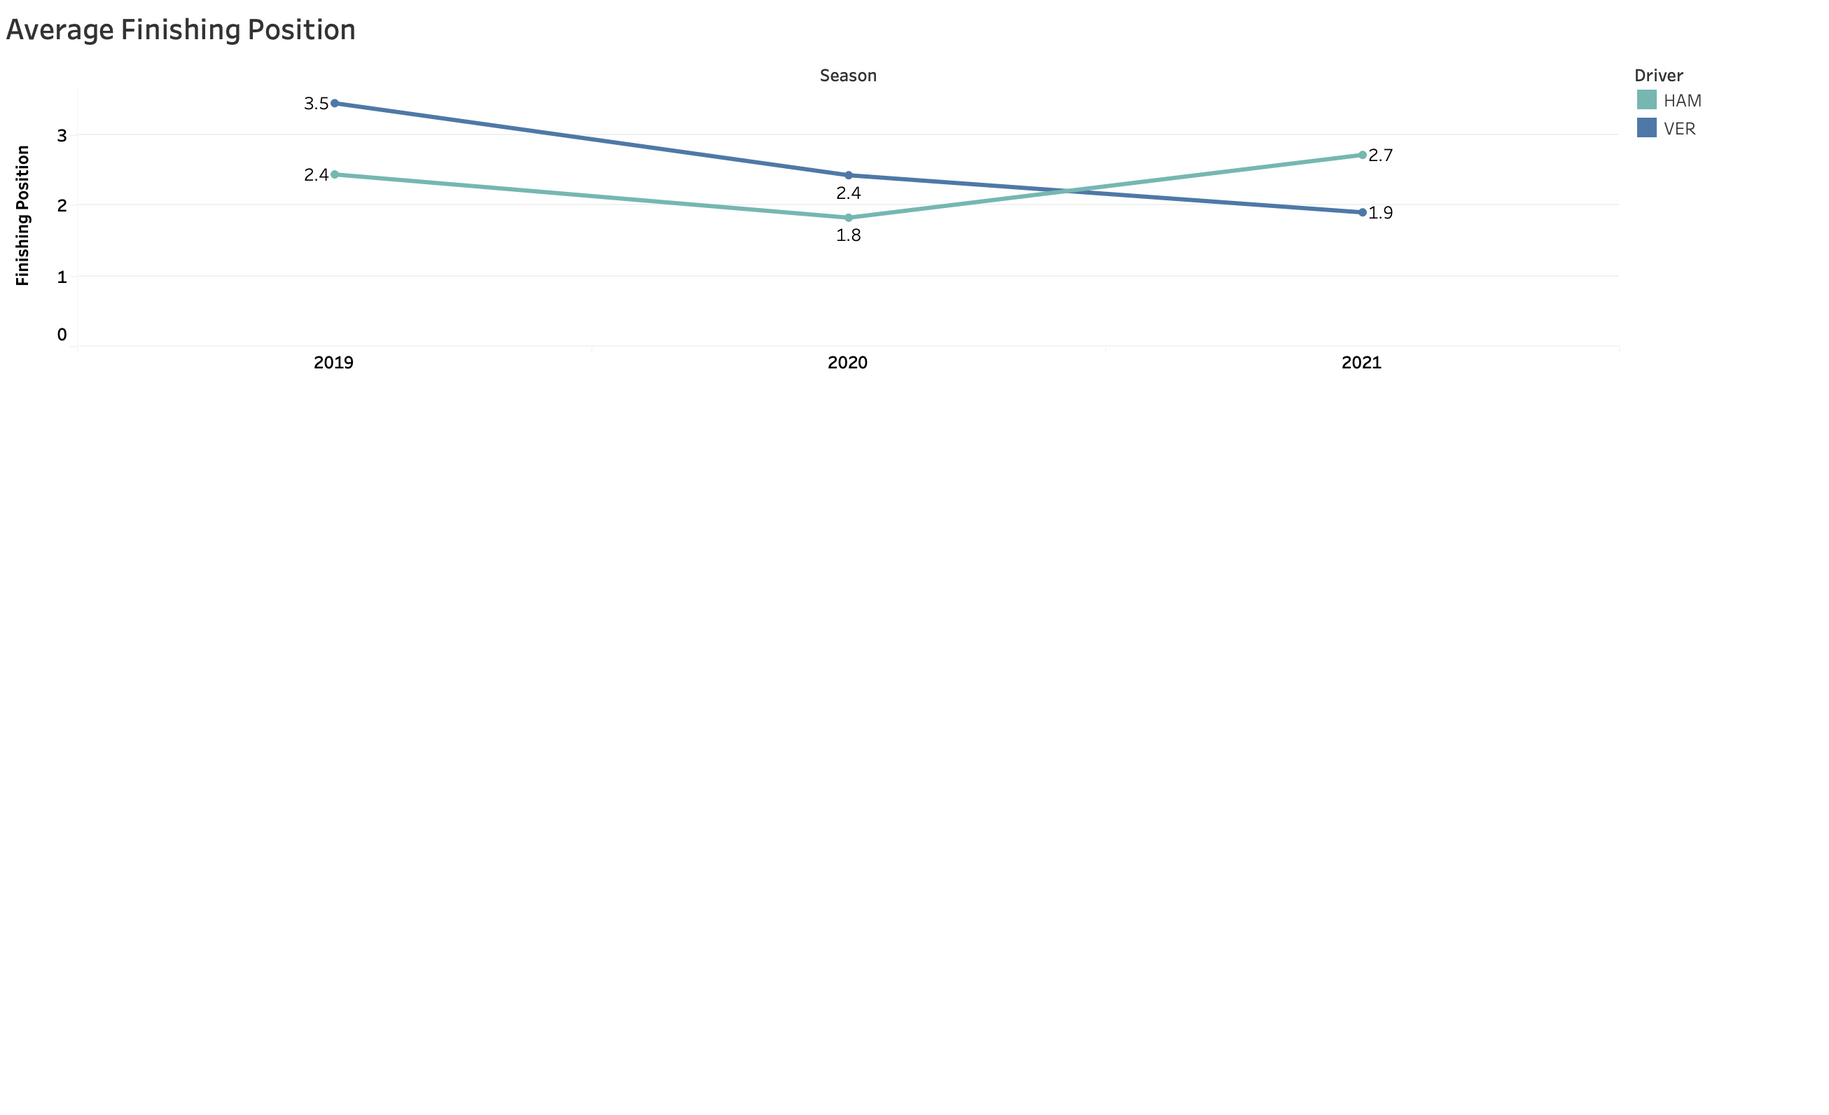 Average Finishing Position
Season
Driver
HAM
VER
Finishing Position
3
2
1
0
3.5
2.4
2.4
1.8
2.7
1.9
2019
2020
2021